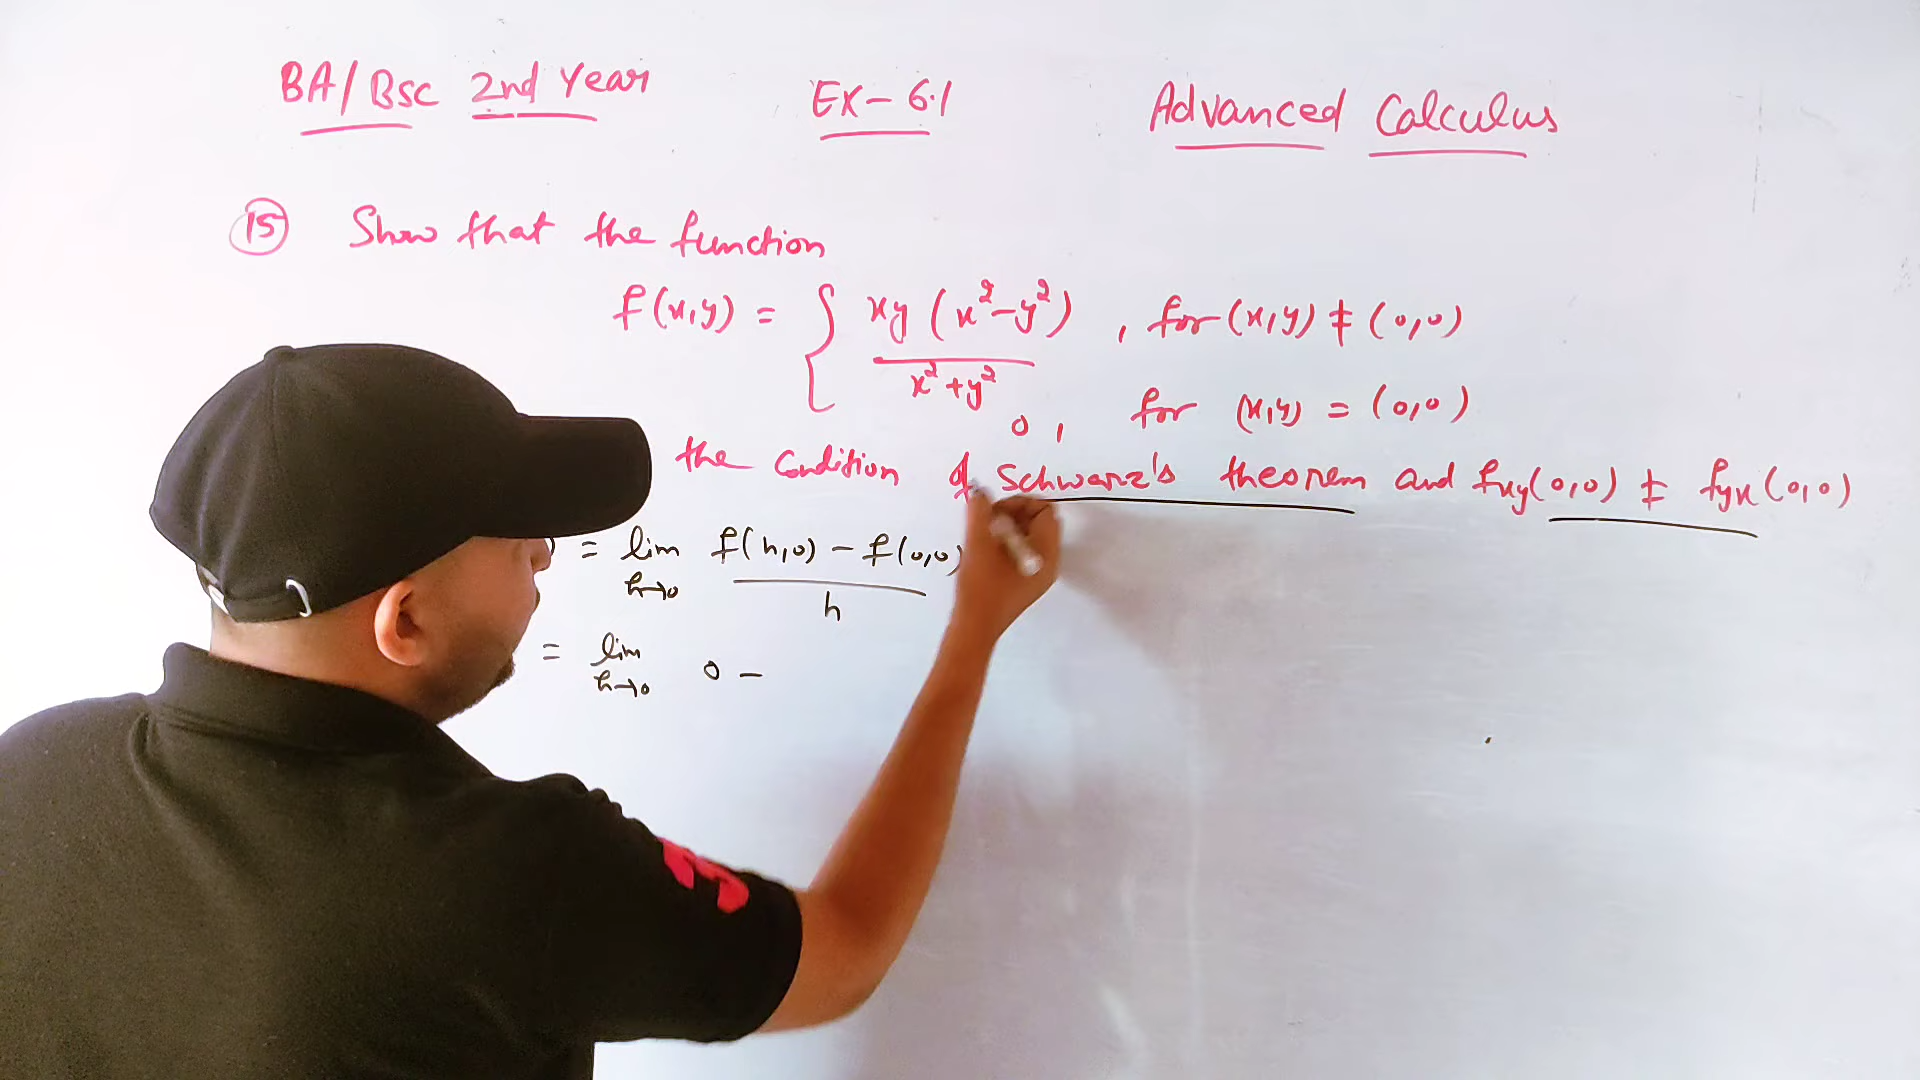 BA/BSC 2nd Year EX-6.1 Advanced Calculus
(15) Show that the function
f(x,y) = { xy(x²-y²) / x²+y² , for (x,y) ≠ (0,0)
0, for (x,y) = (0,0)
the Condition of Schwarz's theorem and fxy(0,0) ≠ fyx(0,0)
) = lim h→0 f(h,0) - f(0,0) / h
= lim h→0 0 -